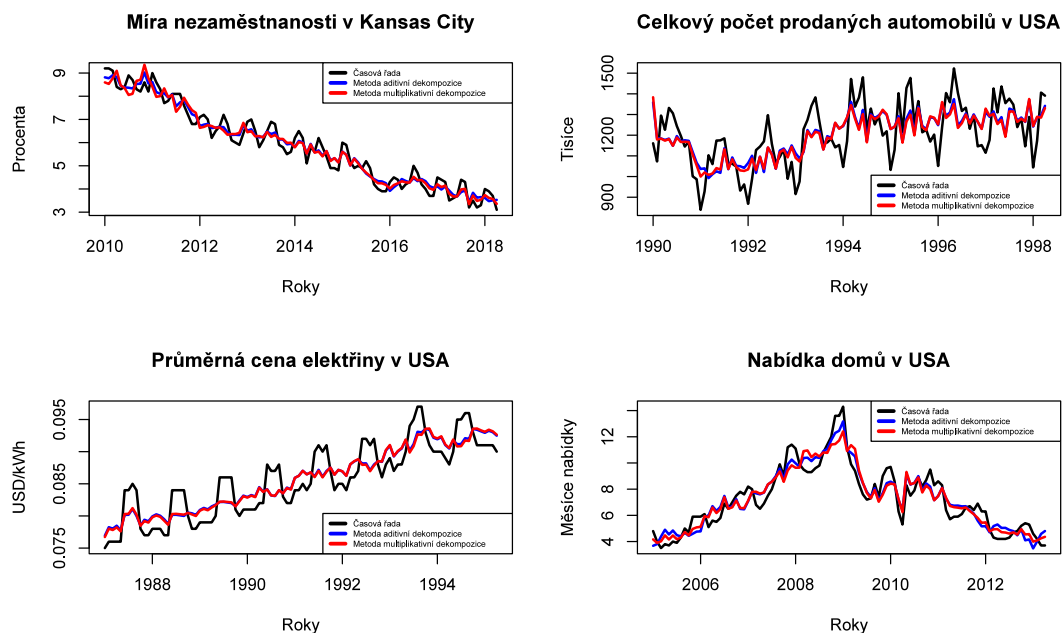 Míra nezaměstnanosti v Kansas City
Procenta
9
7
5
3
Časová řada
Metoda aditivní dekompozice
Metoda multiplikativní dekompozice
2010
2012
2014
2016
2018
Roky
Celkový počet prodaných automobilů v USA
Tisíce
1500
1200
900
Časová řada
Metoda aditivní dekompozice
Metoda multiplikativní dekompozice
1990
1992
1994
1996
1998
Roky
Průměrná cena elektřiny v USA
USD/kWh
0.095
0.085
0.075
Časová řada
Metoda aditivní dekompozice
Metoda multiplikativní dekompozice
1988
1990
1992
1994
Roky
Nabídka domů v USA
Měsíce nabídky
12
8
6
4
Časová řada
Metoda aditivní dekompozice
Metoda multiplikativní dekompozice
2006
2008
2010
2012
Roky